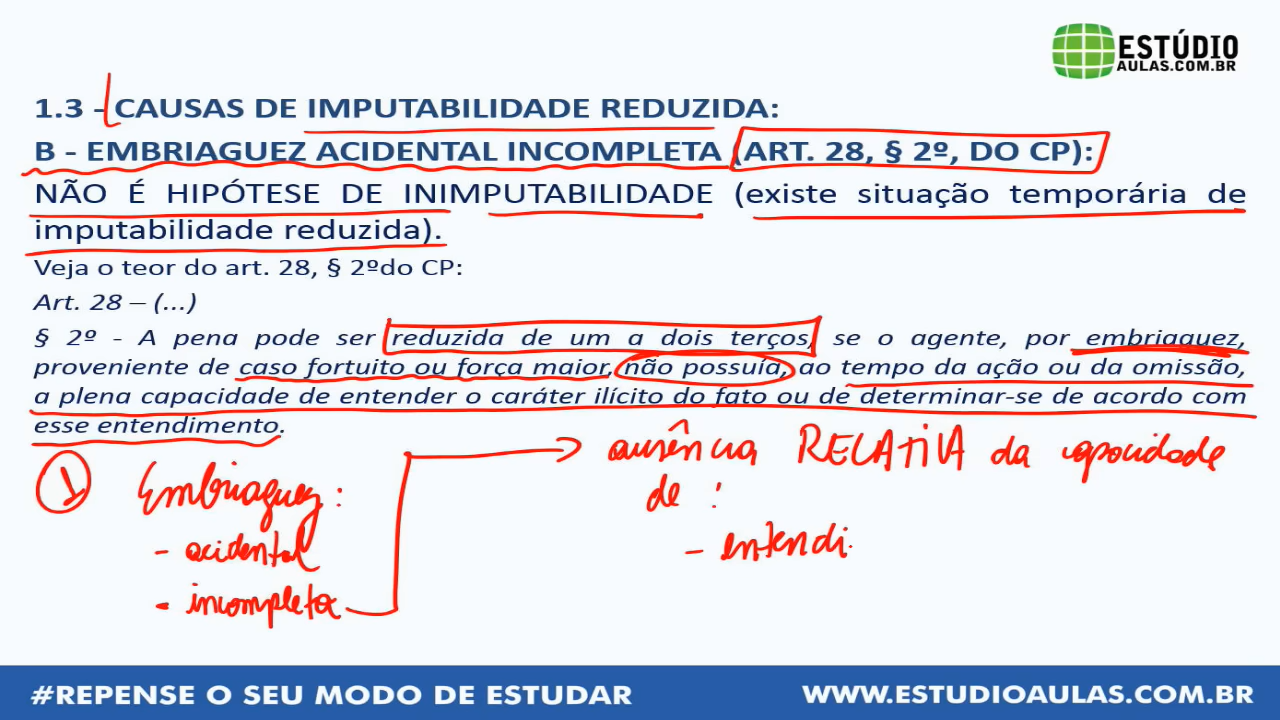 ESTÚDIO
AULAS.COM.BR
1.3 - CAUSAS DE IMPUTABILIDADE REDUZIDA:
B - EMBRIAGUEZ ACIDENTAL INCOMPLETA (ART. 28, § 2º, DO CP):
NÃO É HIPÓTESE DE INIMPUTABILIDADE (existe situação temporária de
imputabilidade reduzida).
Veja o teor do art. 28, § 2ºdo CP:
Art. 28 – (...)
§ 2º - A pena pode ser reduzida de um a dois terços, se o agente, por embriaguez,
proveniente de caso fortuito ou força maior, não possuía, ao tempo da ação ou da omissão,
a plena capacidade de entender o caráter ilícito do fato ou de determinar-se de acordo com
esse entendimento.
1 Embriaguez:
- acidental
- incompleta
ausência RELATIVA da capacidade
de:
- entendi
#REPENSE O SEU MODO DE ESTUDAR
WWW.ESTUDIOAULAS.COM.BR